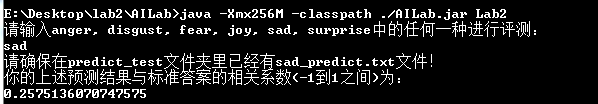 E:\Desktop\lab2\AILab>java -Xmx256M -classpath ./AILab.jar Lab2
请输入anger, disgust, fear, joy, sad, surprise中的任何一种进行评测：
sad
请确保在predict_test文件夹里已经有sad_predict.txt文件!
你的上述预测结果与标准答案的相关系数(-1到1之间)为：
0.2575136070747575